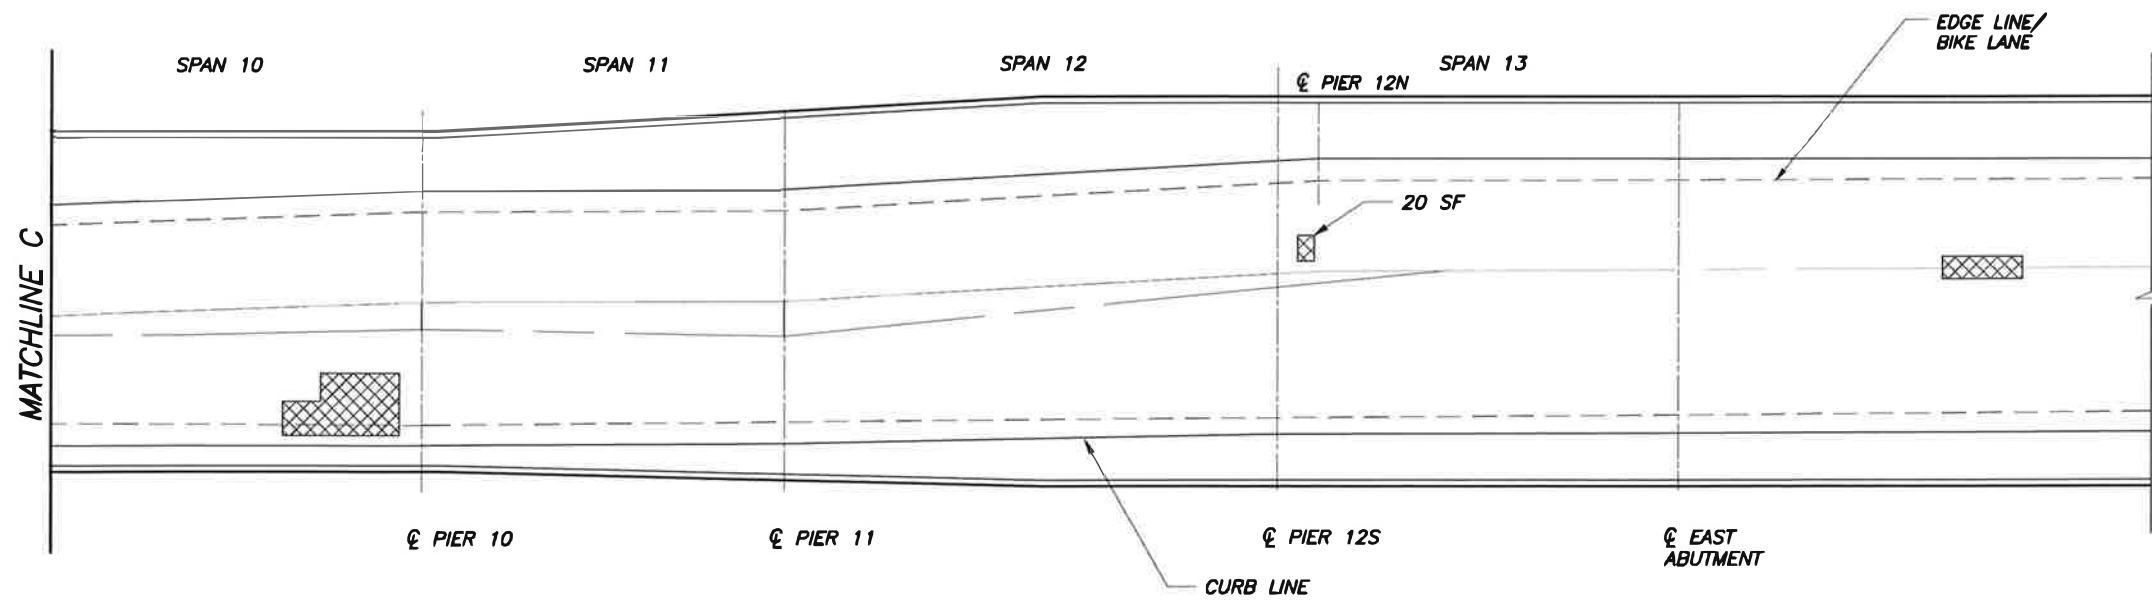 EDGE LINE/
BIKE LANE
SPAN 10
SPAN 11
SPAN 12
SPAN 13
℄ PIER 12N
20 SF
MATCHLINE C
℄ PIER 10
℄ PIER 11
℄ PIER 12S
℄ EAST
ABUTMENT
CURB LINE